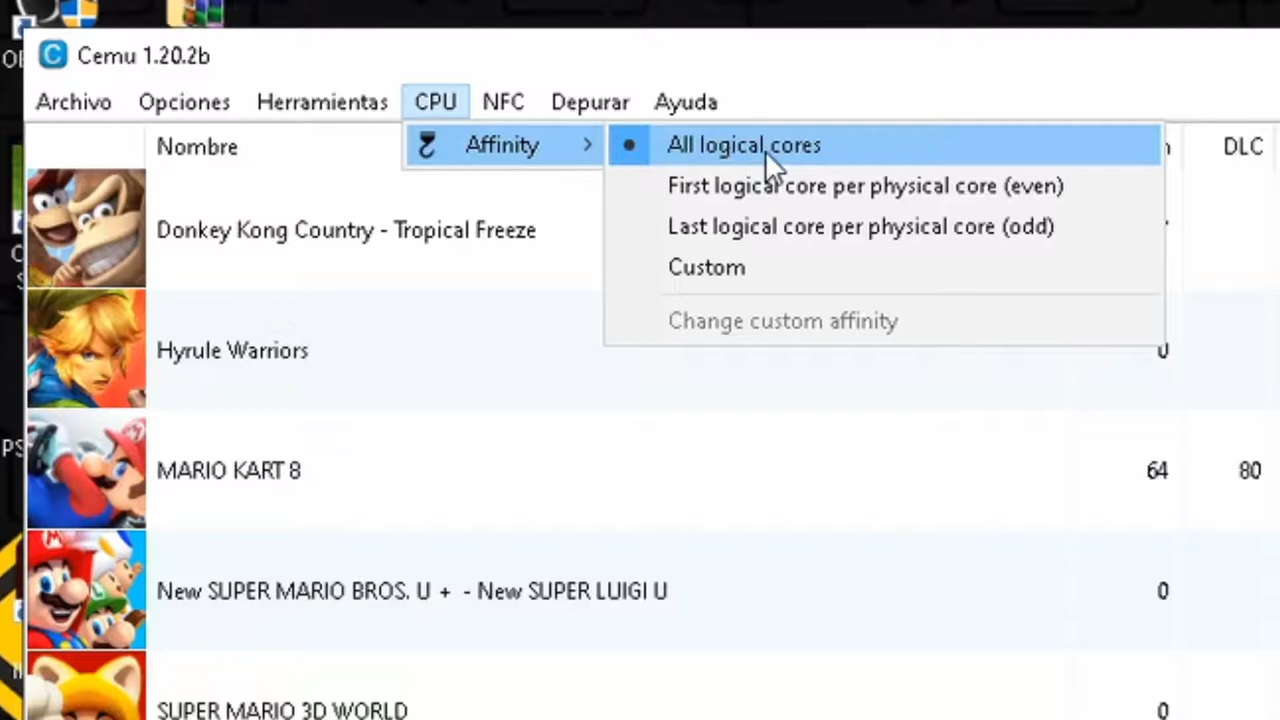 Cemu 1.20.2b
Archivo Opciones Herramientas CPU NFC Depurar Ayuda
Affinity
All logical cores
First logical core per physical core (even)
Last logical core per physical core (odd)
Custom
Change custom affinity
Nombre DLC
Donkey Kong Country - Tropical Freeze
Hyrule Warriors 0
MARIO KART 8 64 80
New SUPER MARIO BROS. U + - New SUPER LUIGI U 0
SUPER MARIO 3D WORLD 0